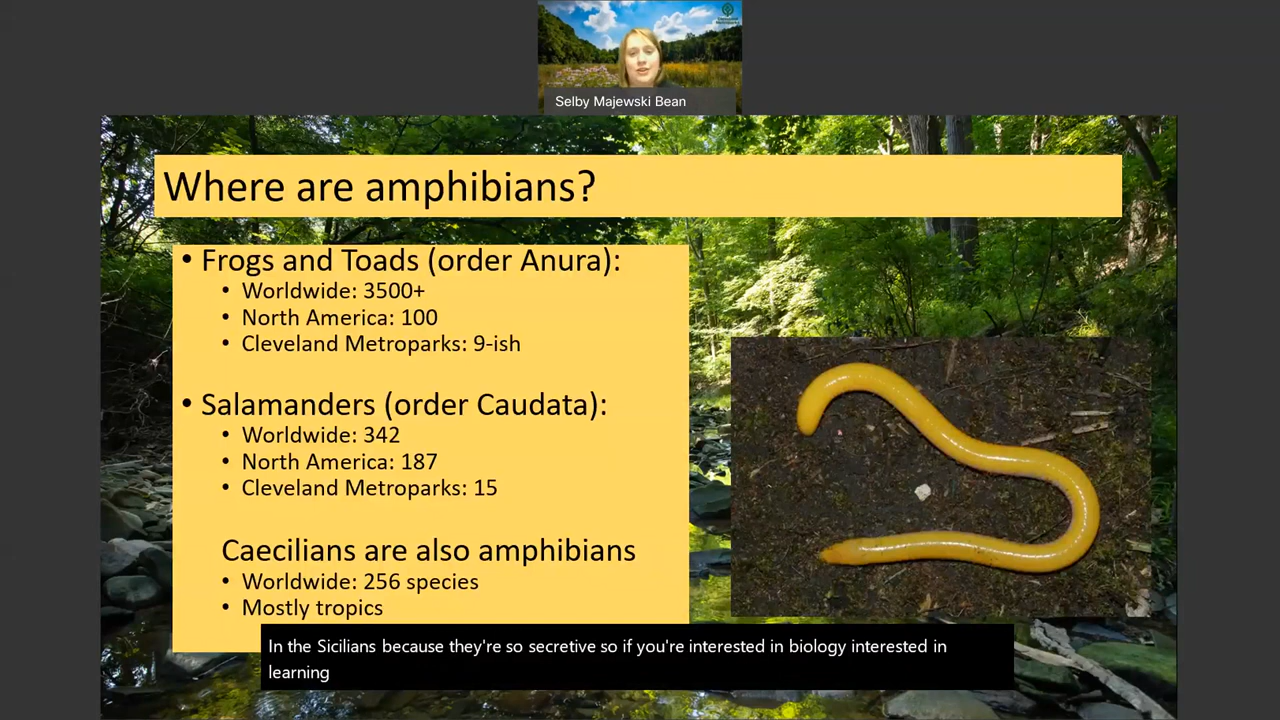 Selby Majewski Bean
Where are amphibians?
• Frogs and Toads (order Anura):
• Worldwide: 3500+
• North America: 100
• Cleveland Metroparks: 9-ish
• Salamanders (order Caudata):
• Worldwide: 342
• North America: 187
• Cleveland Metroparks: 15
Caecilians are also amphibians
• Worldwide: 256 species
• Mostly tropics
In the Sicilians because they're so secretive so if you're interested in biology interested in
learning